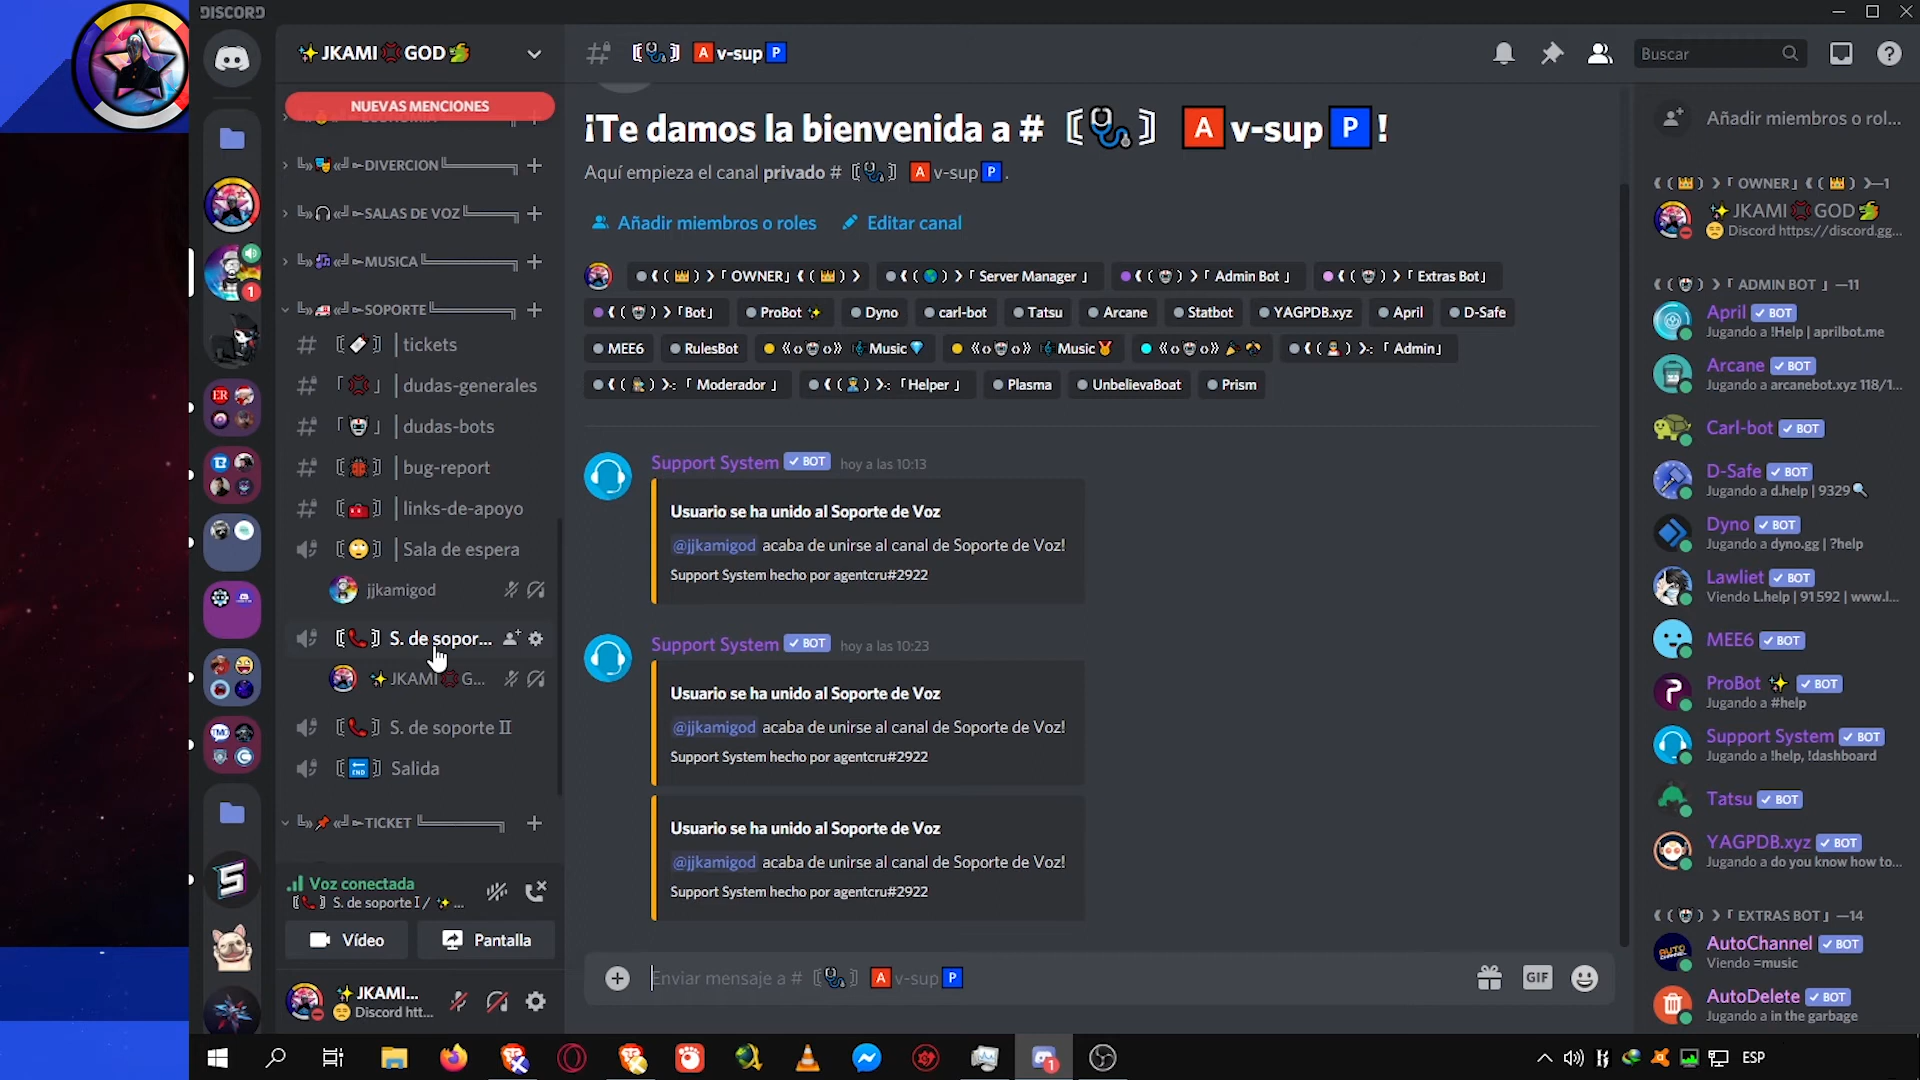 DISCORD
✨JKAMI💢GOD🐲
NUEVAS MENCIONES
DIVERCION
SALAS DE VOZ
MUSICA
SOPORTE
tickets
dudas-generales
dudas-bots
bug-report
links-de-apoyo
Sala de espera
jjkamigod
S. de sopor...
✨JKAMI💢G...
S. de soporte II
Salida
TICKET
Voz conectada
S. de soporte I / ✨ ...
Vídeo
Pantalla
✨JKAMI...
Discord htt...
🅰v-sup🅿
Buscar
¡Te damos la bienvenida a # 〘🩺〙 🅰v-sup🅿!
Aquí empieza el canal privado # 〘🩺〙 🅰v-sup🅿.
Añadir miembros o roles
Editar canal
❰(👑)❱「OWNER」❰(👑)❱
❰(🌎)❱「Server Manager」
❰(🤖)❱「Admin Bot」
❰(🤖)❱「Extras Bot」
❰(🤖)❱「Bot」
ProBot ✨
Dyno
carl-bot
Tatsu
Arcane
Statbot
YAGPDB.xyz
April
D-Safe
MEE6
RulesBot
Music💎
Music🏅
「Admin」
「Moderador」
「Helper」
Plasma
UnbelievaBoat
Prism
Support System ✓BOT hoy a las 10:13
Usuario se ha unido al Soporte de Voz
@jjkamigod acaba de unirse al canal de Soporte de Voz!
Support System hecho por agentcru#2922
Support System ✓BOT hoy a las 10:23
Usuario se ha unido al Soporte de Voz
@jjkamigod acaba de unirse al canal de Soporte de Voz!
Support System hecho por agentcru#2922
Usuario se ha unido al Soporte de Voz
@jjkamigod acaba de unirse al canal de Soporte de Voz!
Support System hecho por agentcru#2922
Enviar mensaje a # 〘🩺〙 🅰v-sup🅿
GIF
Añadir miembros o rol...
❰(👑)❱「OWNER」❰(👑)❱—1
✨JKAMI💢GOD🐲
Discord https://discord.gg...
❰(🤖)❱「ADMIN BOT」—11
April ✓BOT
Jugando a !Help | aprilbot.me
Arcane ✓BOT
Jugando a arcanebot.xyz 118/1...
Carl-bot ✓BOT
D-Safe ✓BOT
Jugando a d.help | 9329🔍
Dyno ✓BOT
Jugando a dyno.gg | ?help
Lawliet ✓BOT
Viendo L.help | 91 592 | www.l...
MEE6 ✓BOT
ProBot ✨ ✓BOT
Jugando a #help
Support System ✓BOT
Jugando a !help, !dashboard
Tatsu ✓BOT
YAGPDB.xyz ✓BOT
Jugando a do you know how to...
❰(🤖)❱「EXTRAS BOT」—14
AutoChannel ✓BOT
Viendo =music
AutoDelete ✓BOT
Jugando a in the garbage
ESP